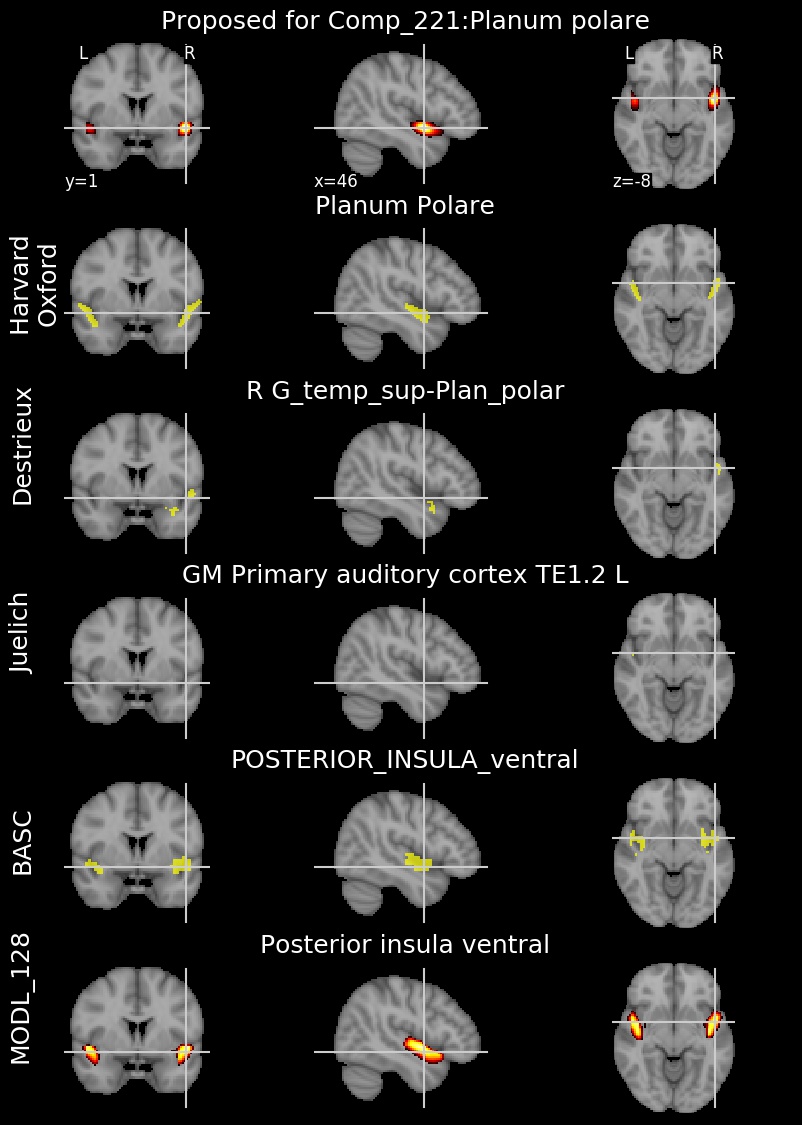 Proposed for Comp_221:Planum polare
L R L R
y=1 x=46 z=-8
Planum Polare
Harvard
Oxford
R G_temp_sup-Plan_polar
Destrieux
GM Primary auditory cortex TE1.2 L
Juelich
POSTERIOR_INSULA_ventral
BASC
Posterior insula ventral
MODL_128